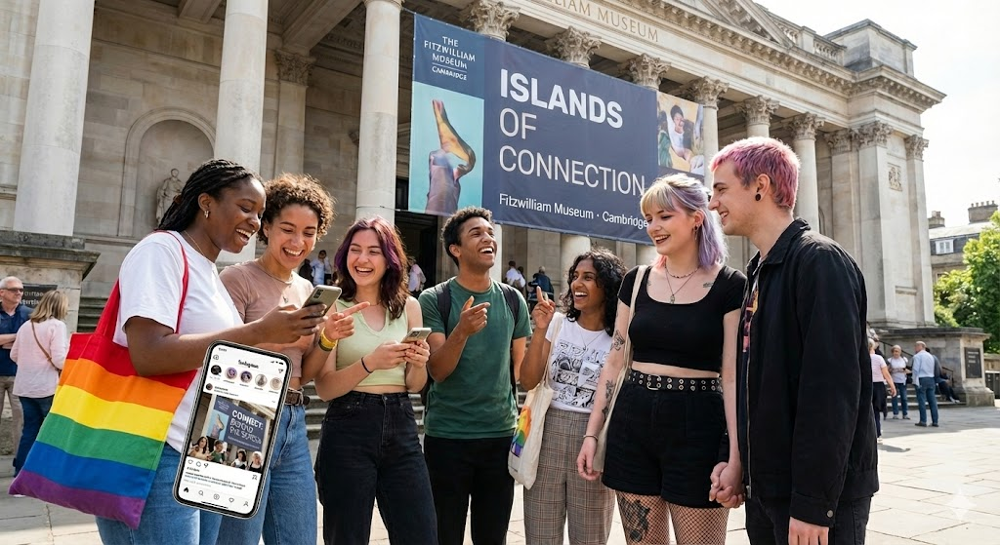 FITZWILLIAM MUSEUM
THE
FITZWILLIAM
MUSEUM
CAMBRIDGE
ISLANDS
OF
CONNECTION
Fitzwilliam Museum · Cambridge
Instagram
CONNECT:
BEYOND
THE SCREEN